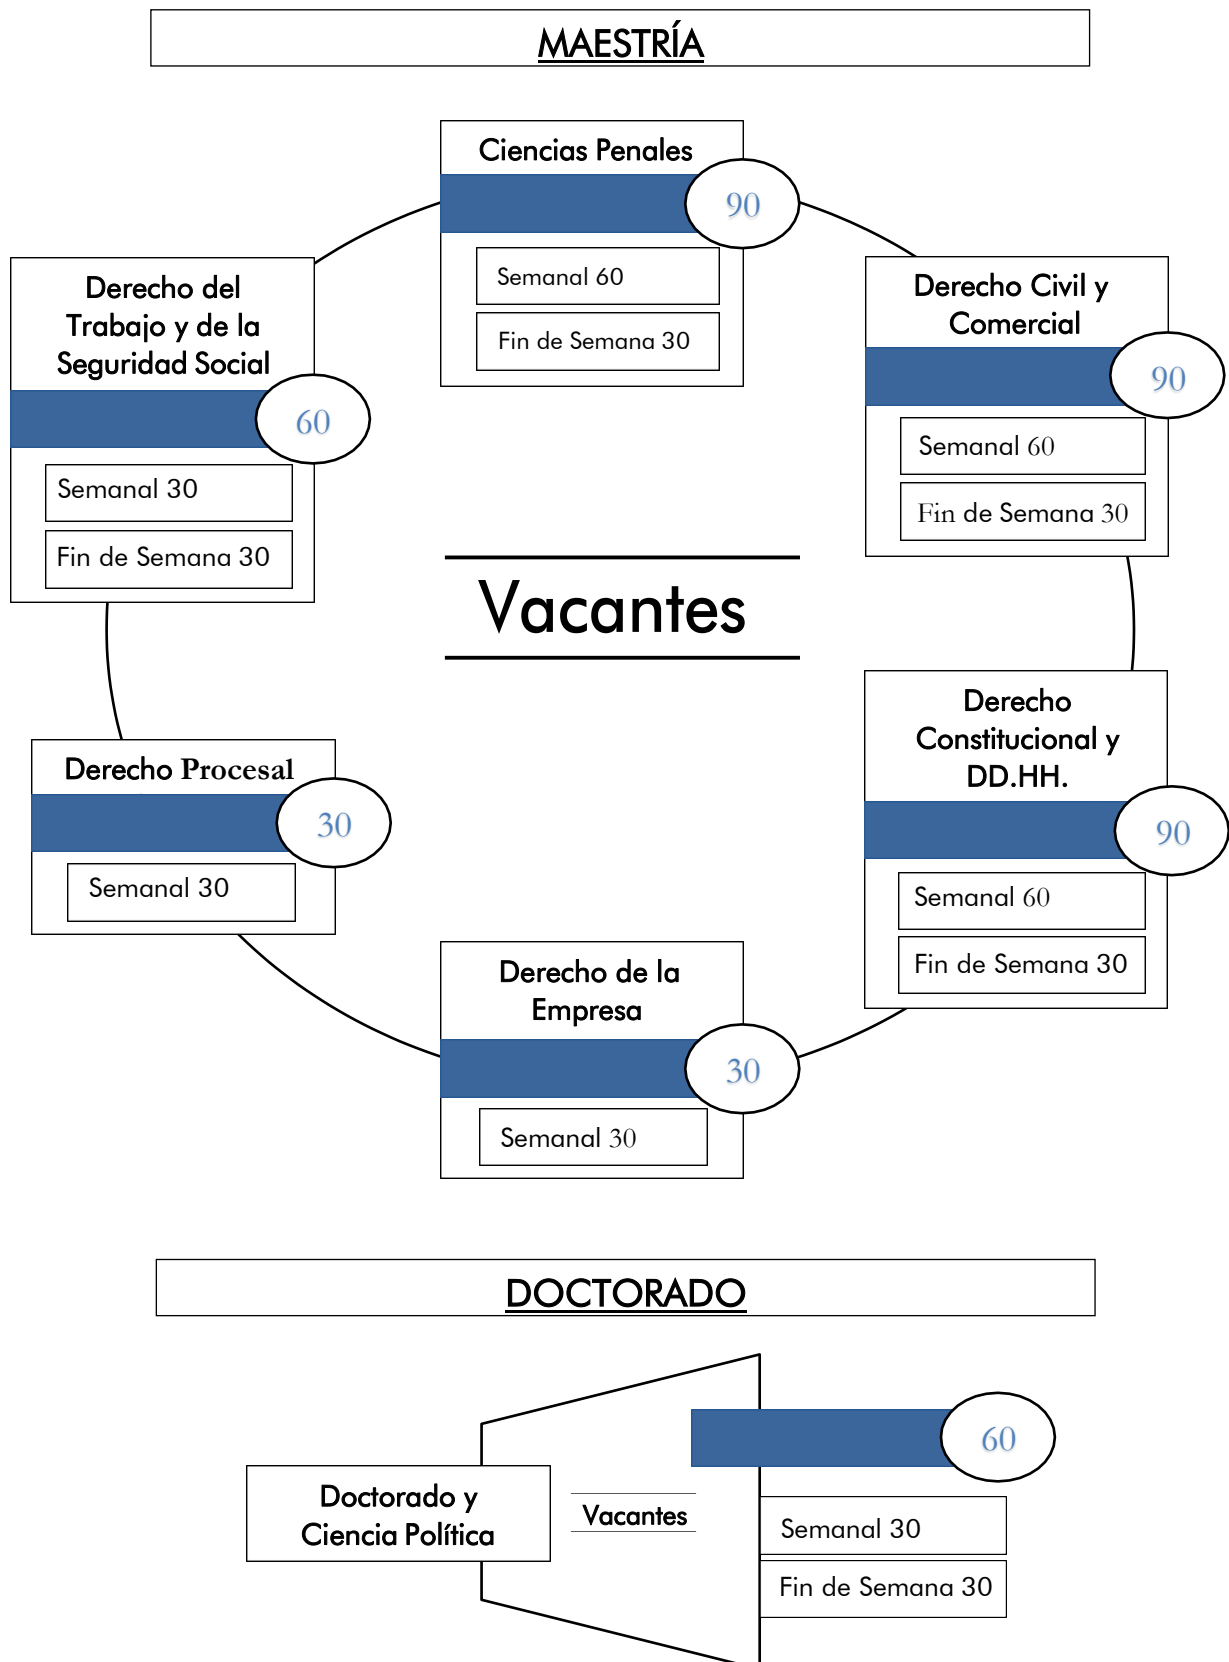 MAESTRÍA
Ciencias Penales
90
Semanal 60
Fin de Semana 30
Derecho Civil y
Comercial
90
Semanal 60
Fin de Semana 30
Derecho del
Trabajo y de la
Seguridad Social
60
Semanal 30
Fin de Semana 30
Vacantes
Derecho
Constitucional y
DD.HH.
90
Semanal 60
Fin de Semana 30
Derecho Procesal
30
Semanal 30
Derecho de la
Empresa
30
Semanal 30
DOCTORADO
Doctorado y
Ciencia Política
Vacantes
60
Semanal 30
Fin de Semana 30